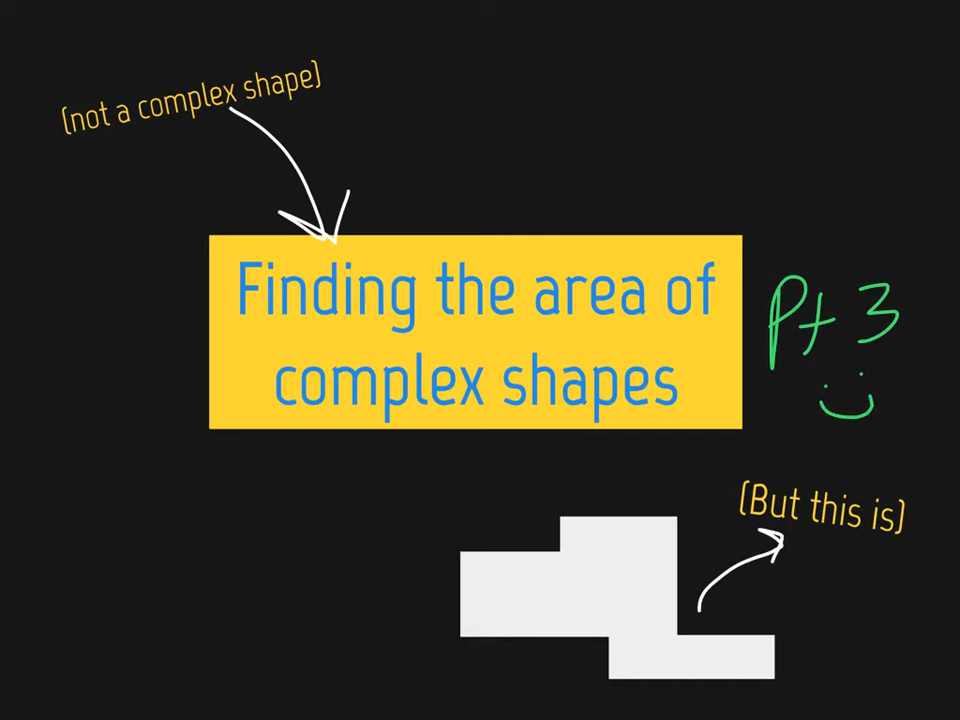 (not a complex shape)
Finding the area of
complex shapes
Pt 3
(But this is)